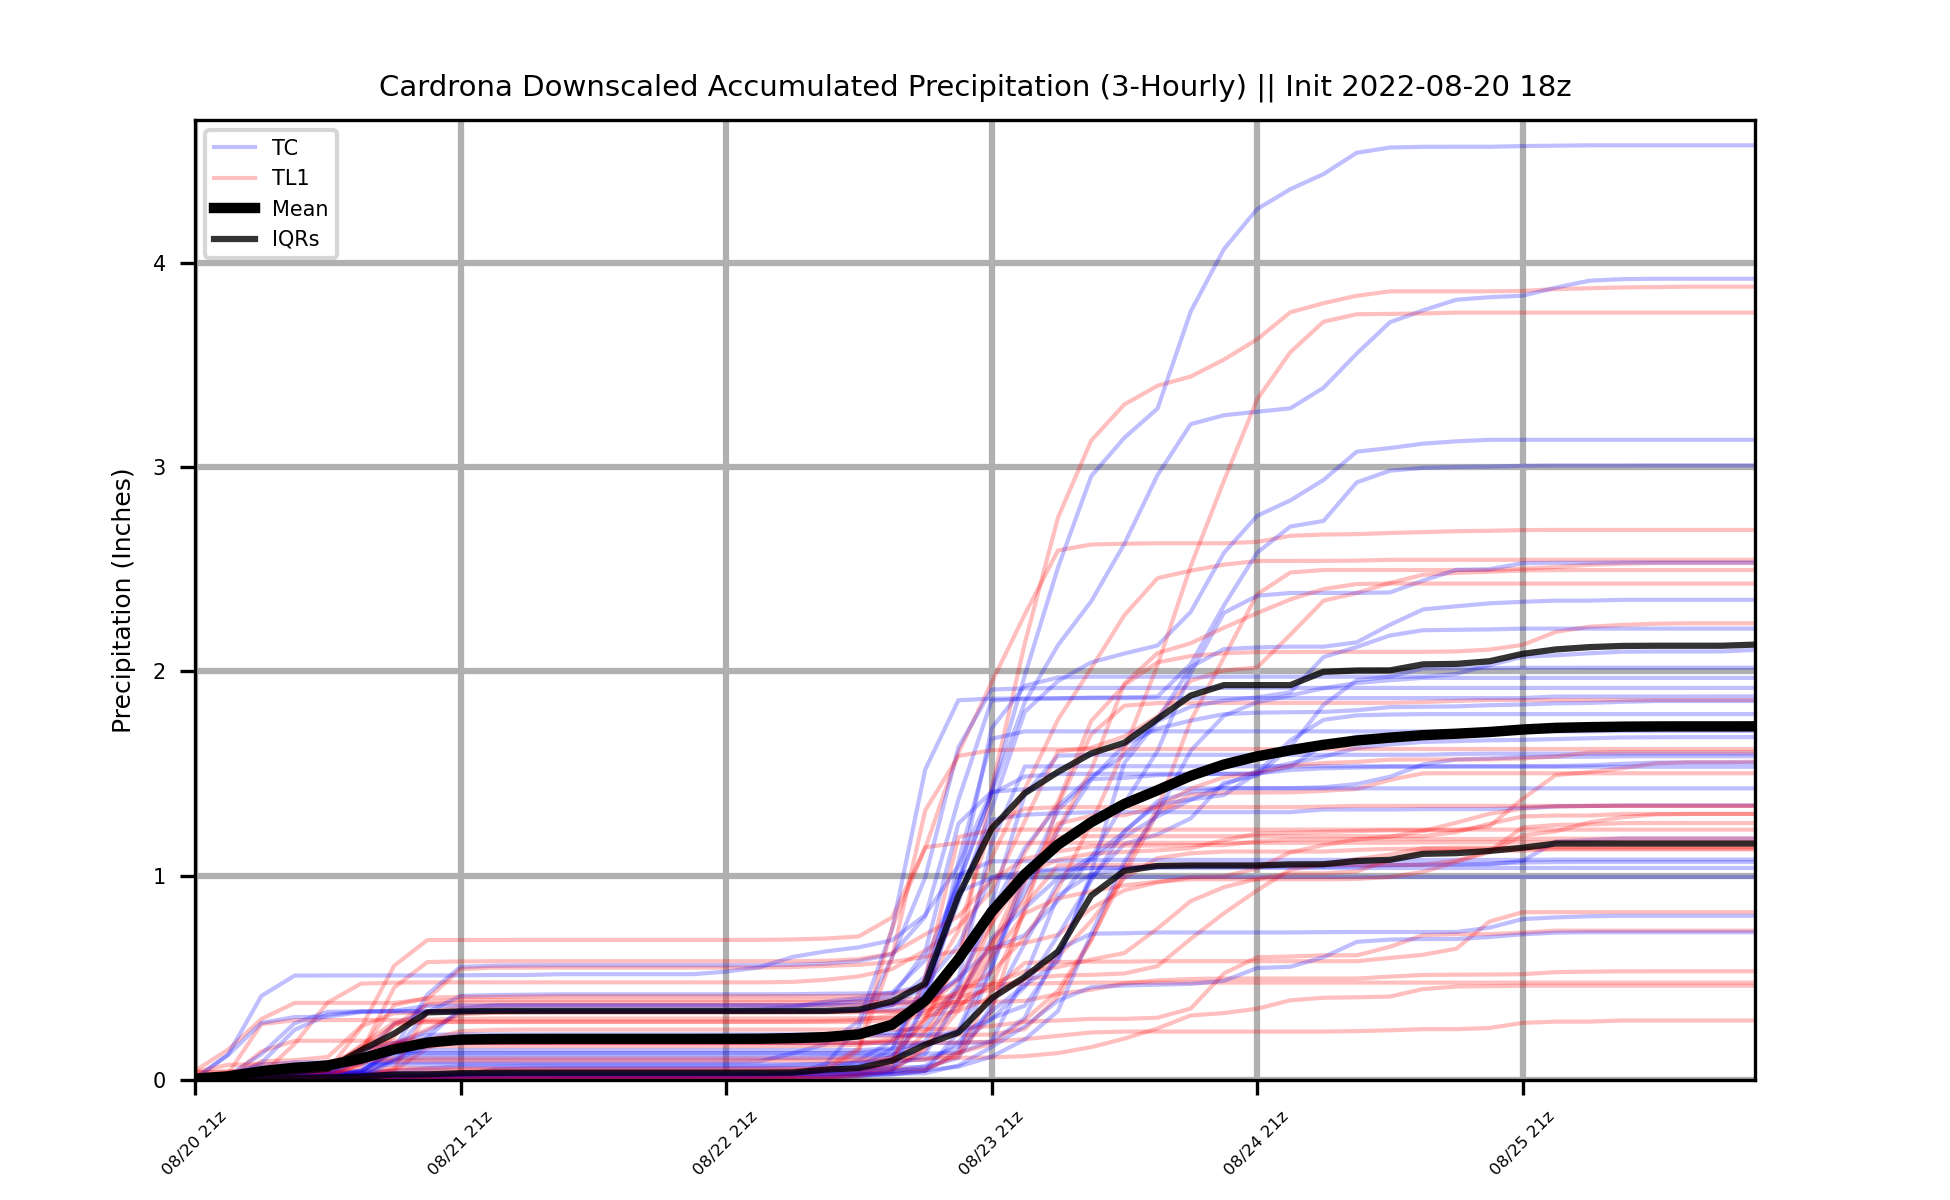 Cardrona Downscaled Accumulated Precipitation (3-Hourly) || Init 2022-08-20 18z
TC
TL1
Mean
IQRs
Precipitation (Inches)
4
3
2
1
0
08/20 21z
08/21 21z
08/22 21z
08/23 21z
08/24 21z
08/25 21z